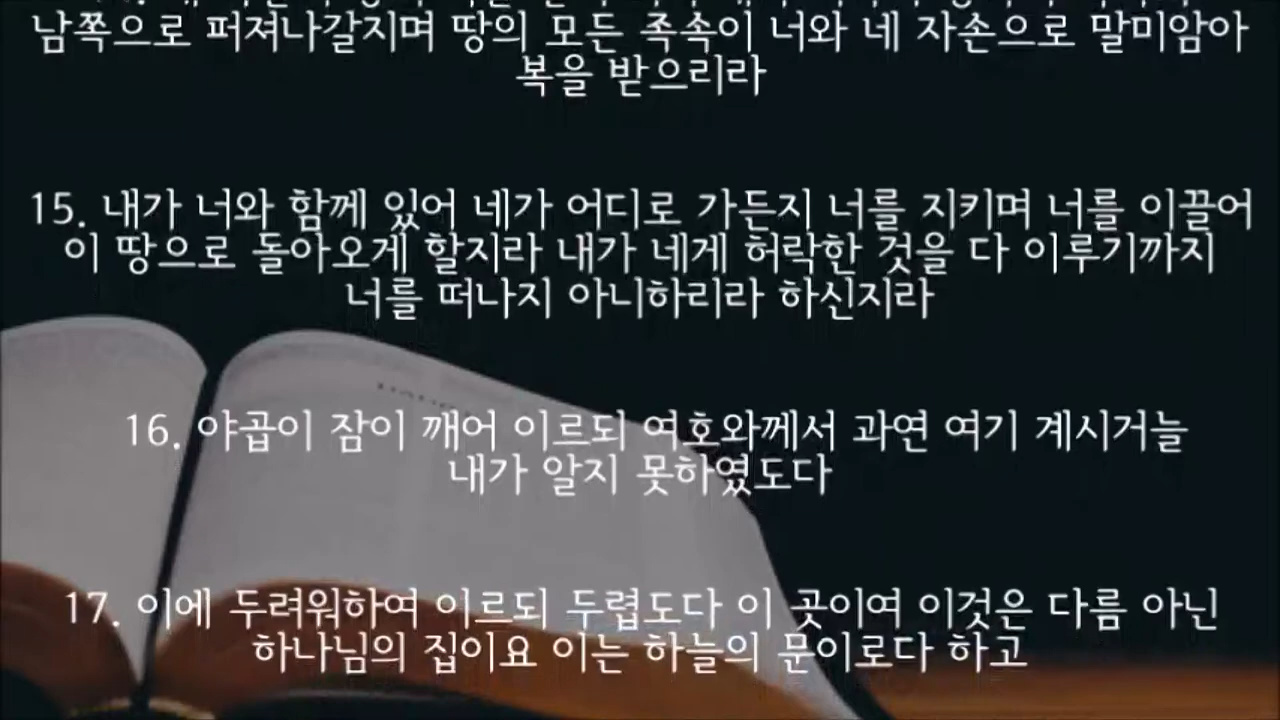 남쪽으로 퍼져나갈지며 땅의 모든 족속이 너와 네 자손으로 말미암아
복을 받으리라
15. 내가 너와 함께 있어 네가 어디로 가든지 너를 지키며 너를 이끌어
이 땅으로 돌아오게 할지라 내가 네게 허락한 것을 다 이루기까지
너를 떠나지 아니하리라 하신지라
16. 야곱이 잠이 깨어 이르되 여호와께서 과연 여기 계시거늘
내가 알지 못하였도다
17. 이에 두려워하여 이르되 두렵도다 이 곳이여 이것은 다름 아닌
하나님의 집이요 이는 하늘의 문이로다 하고